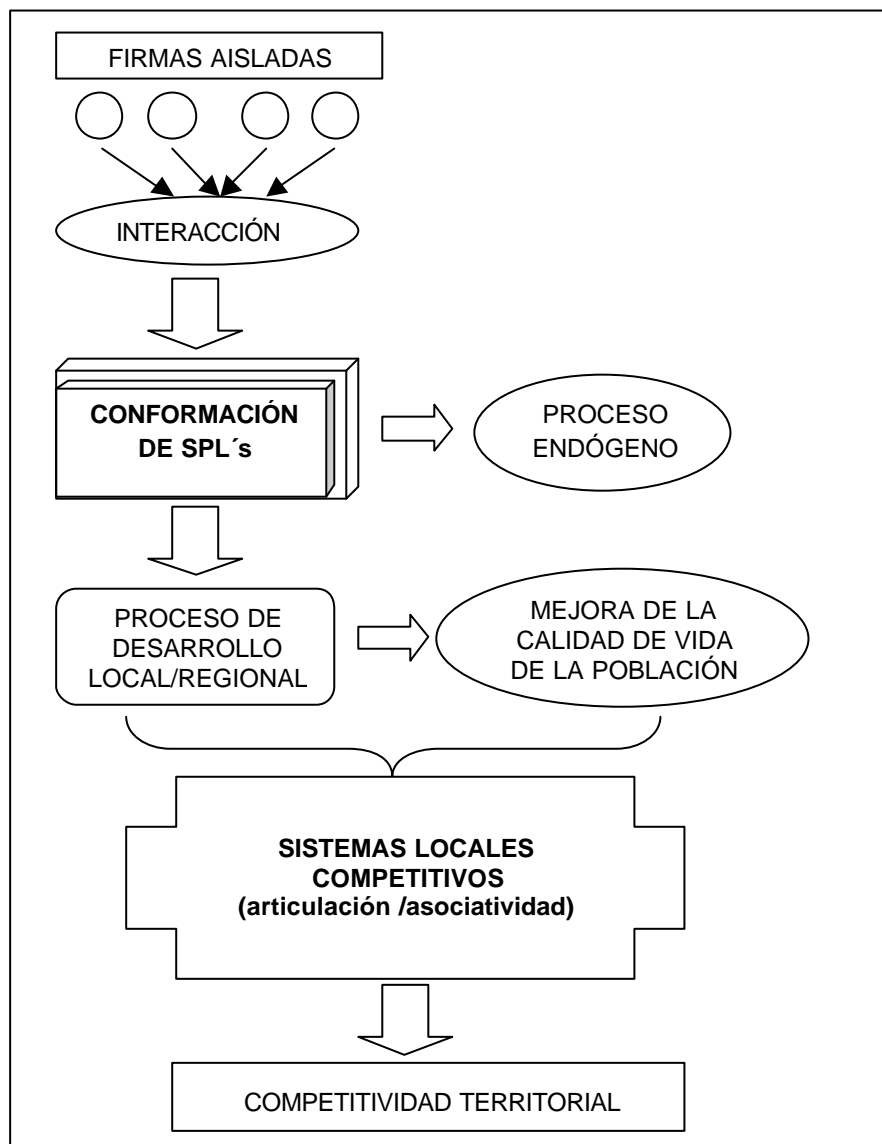 FIRMAS AISLADAS
INTERACCIÓN
CONFORMACIÓN
DE SPL´s
PROCESO
ENDÓGENO
PROCESO DE
DESARROLLO
LOCAL/REGIONAL
MEJORA DE LA
CALIDAD DE VIDA
DE LA POBLACIÓN
SISTEMAS LOCALES
COMPETITIVOS
(articulación /asociatividad)
COMPETITIVIDAD TERRITORIAL